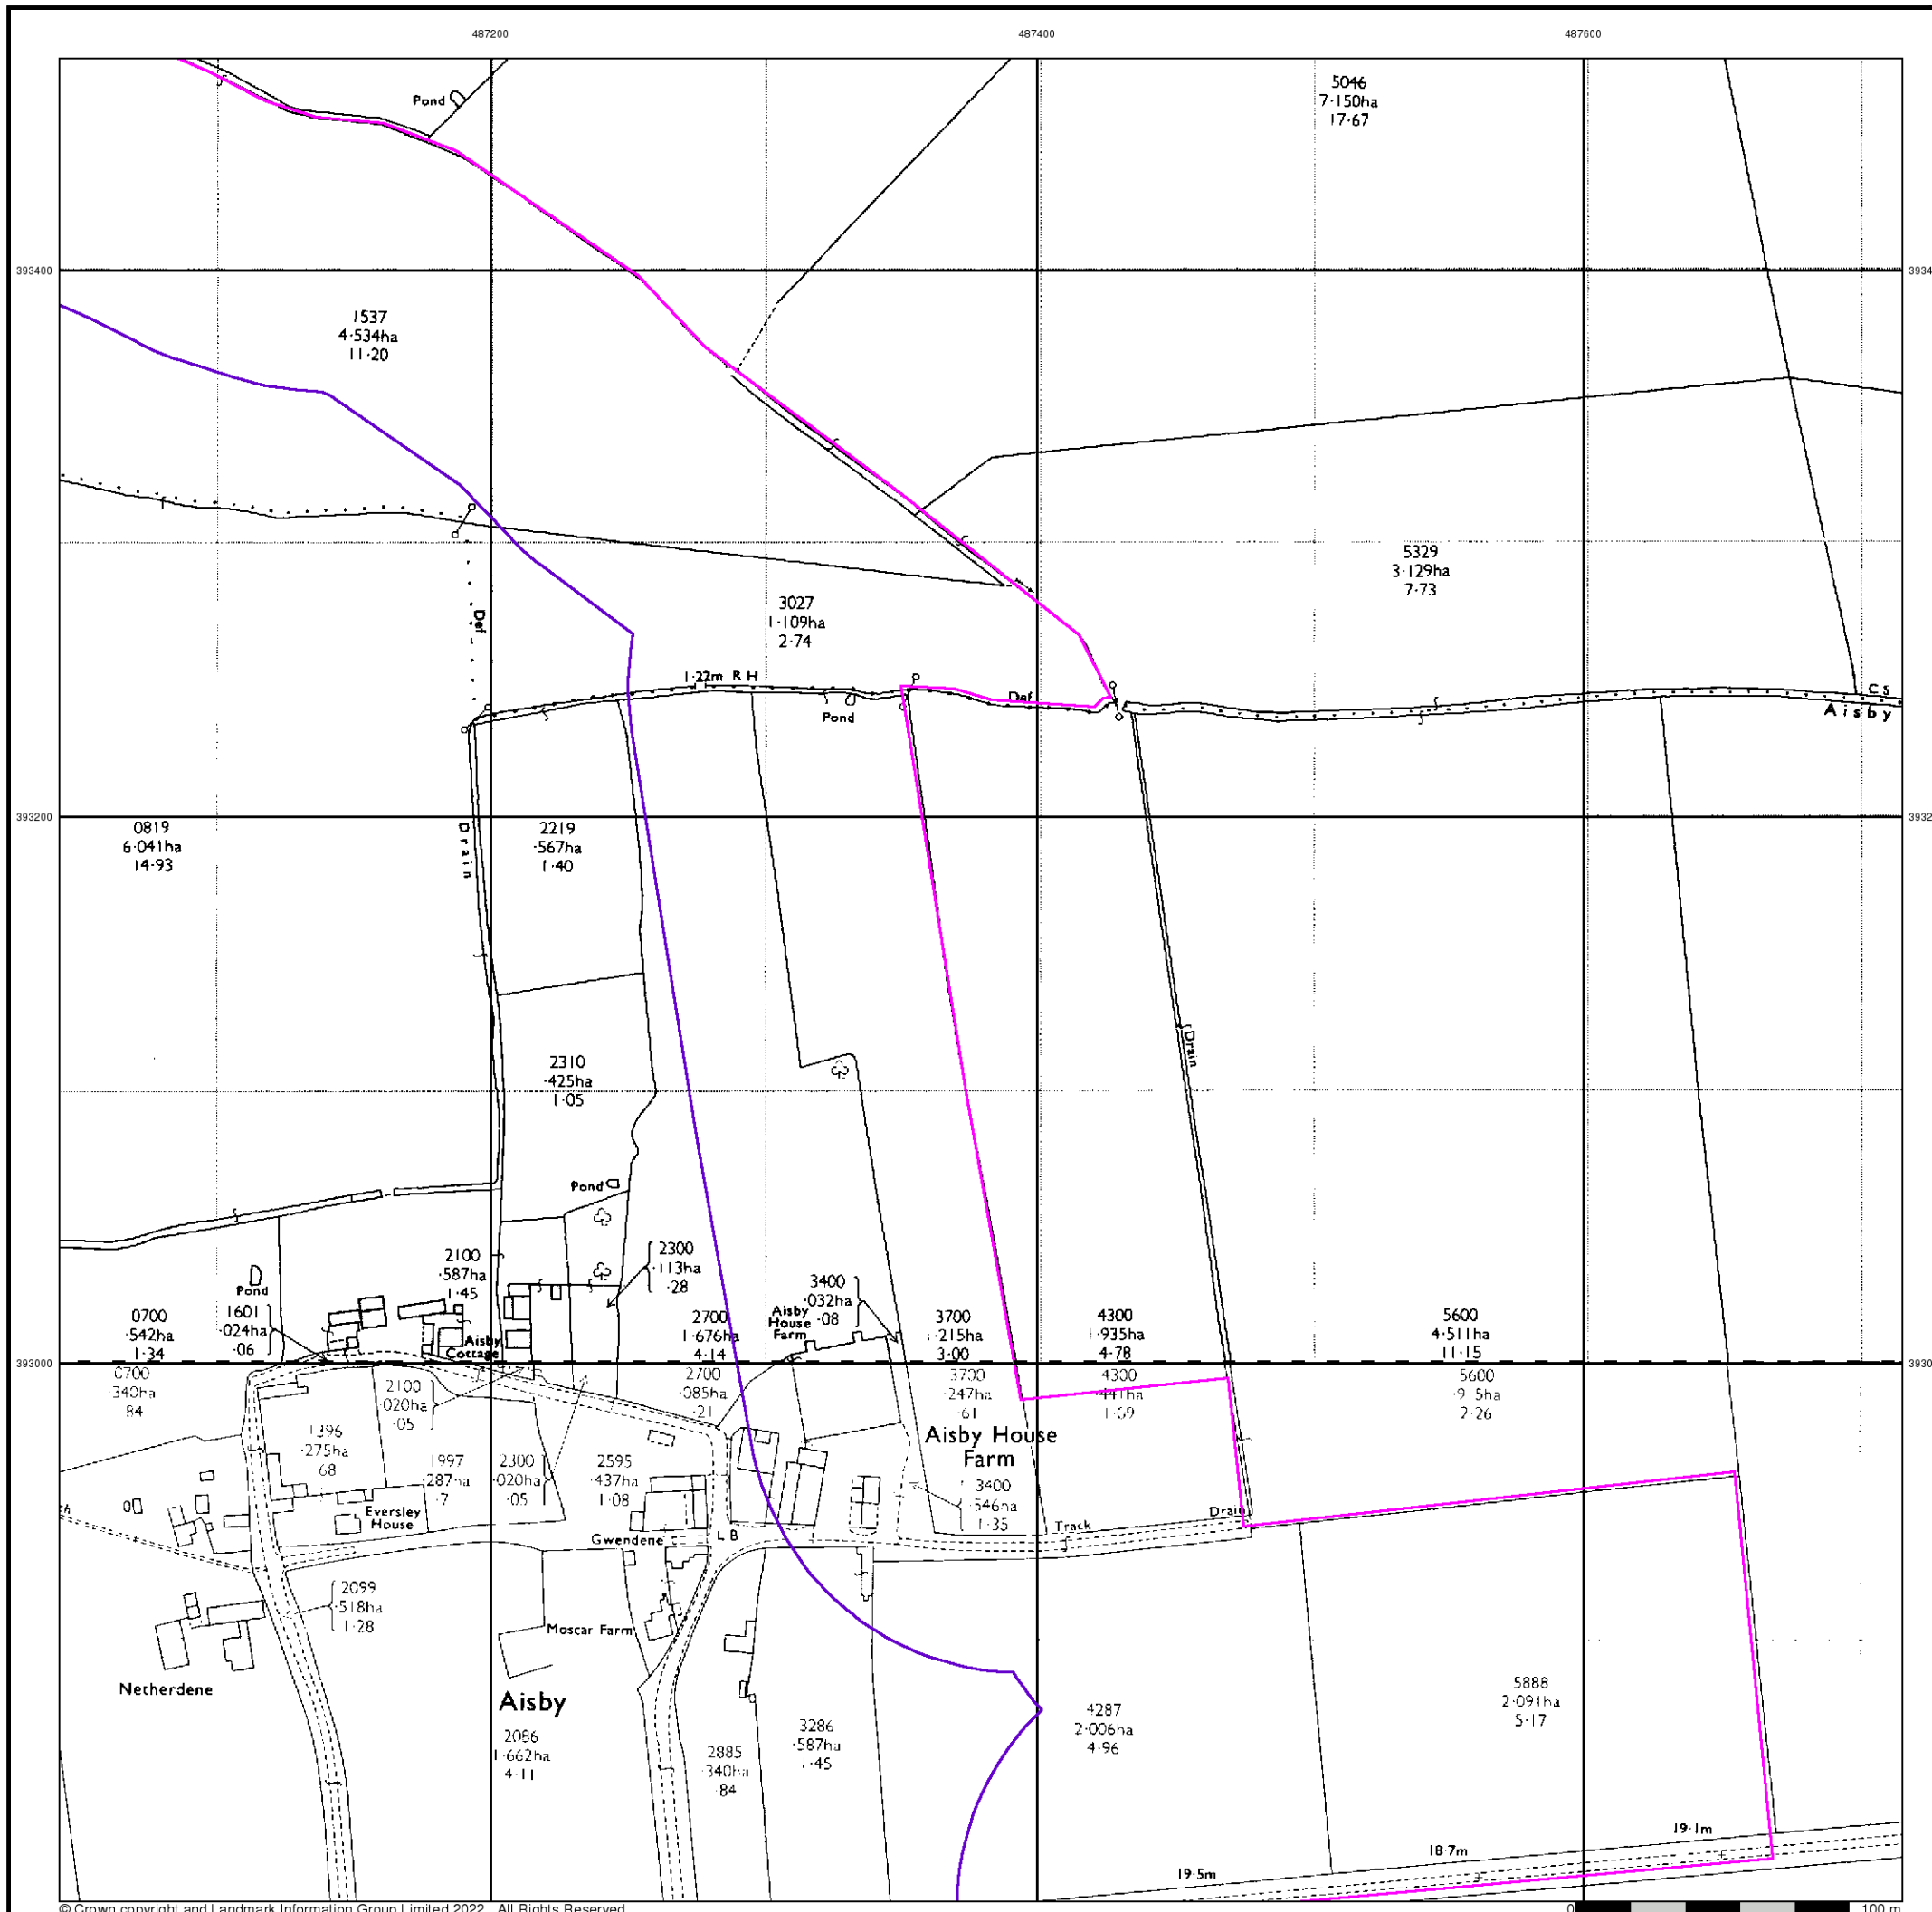 487200
487400
487600
Pond
5046
7·150ha
17·67
393400
1537
4·534ha
11·20
5329
3·129ha
7·73
Def
3027
1·109ha
2·74
1·22m RH
Def
Pond
CS
Aisby
393200
0819
6·041ha
14·93
Drain
2219
·567ha
1·40
Drain
2310
·425ha
1·05
Pond
2100
·587ha
1·45
2300
·113ha
·28
Pond
3400
·032ha
·08
0700
·542ha
1·34
1601
·024ha
·06
Aisby
Cottage
2700
1·676ha
4·14
Aisby
House
Farm
3700
1·215ha
3·00
4300
1·935ha
4·78
5600
4·511ha
11·15
393000
0700
·340ha
84
2100
·020ha
·05
2700
·085ha
·21
3700
·247ha
·61
4300
·441ha
1·09
5600
·915ha
2·26
Aisby House
Farm
1396
·275ha
·68
1997
2300
·020ha
·05
2595
·437ha
1·08
3400
·546ha
1·35
Eversley
House
Gwendene
LB
Track
Drain
2099
·518ha
1·28
Moscar Farm
Netherdene
Aisby
2086
1·662ha
4·11
2885
·340ha
·84
3286
·587ha
1·45
4287
2·006ha
4·96
5888
2·091ha
5·17
19·5m
18·7m
19·1m
© Crown copyright and Landmark Information Group Limited 2022. All Rights Reserved.
0
100 m